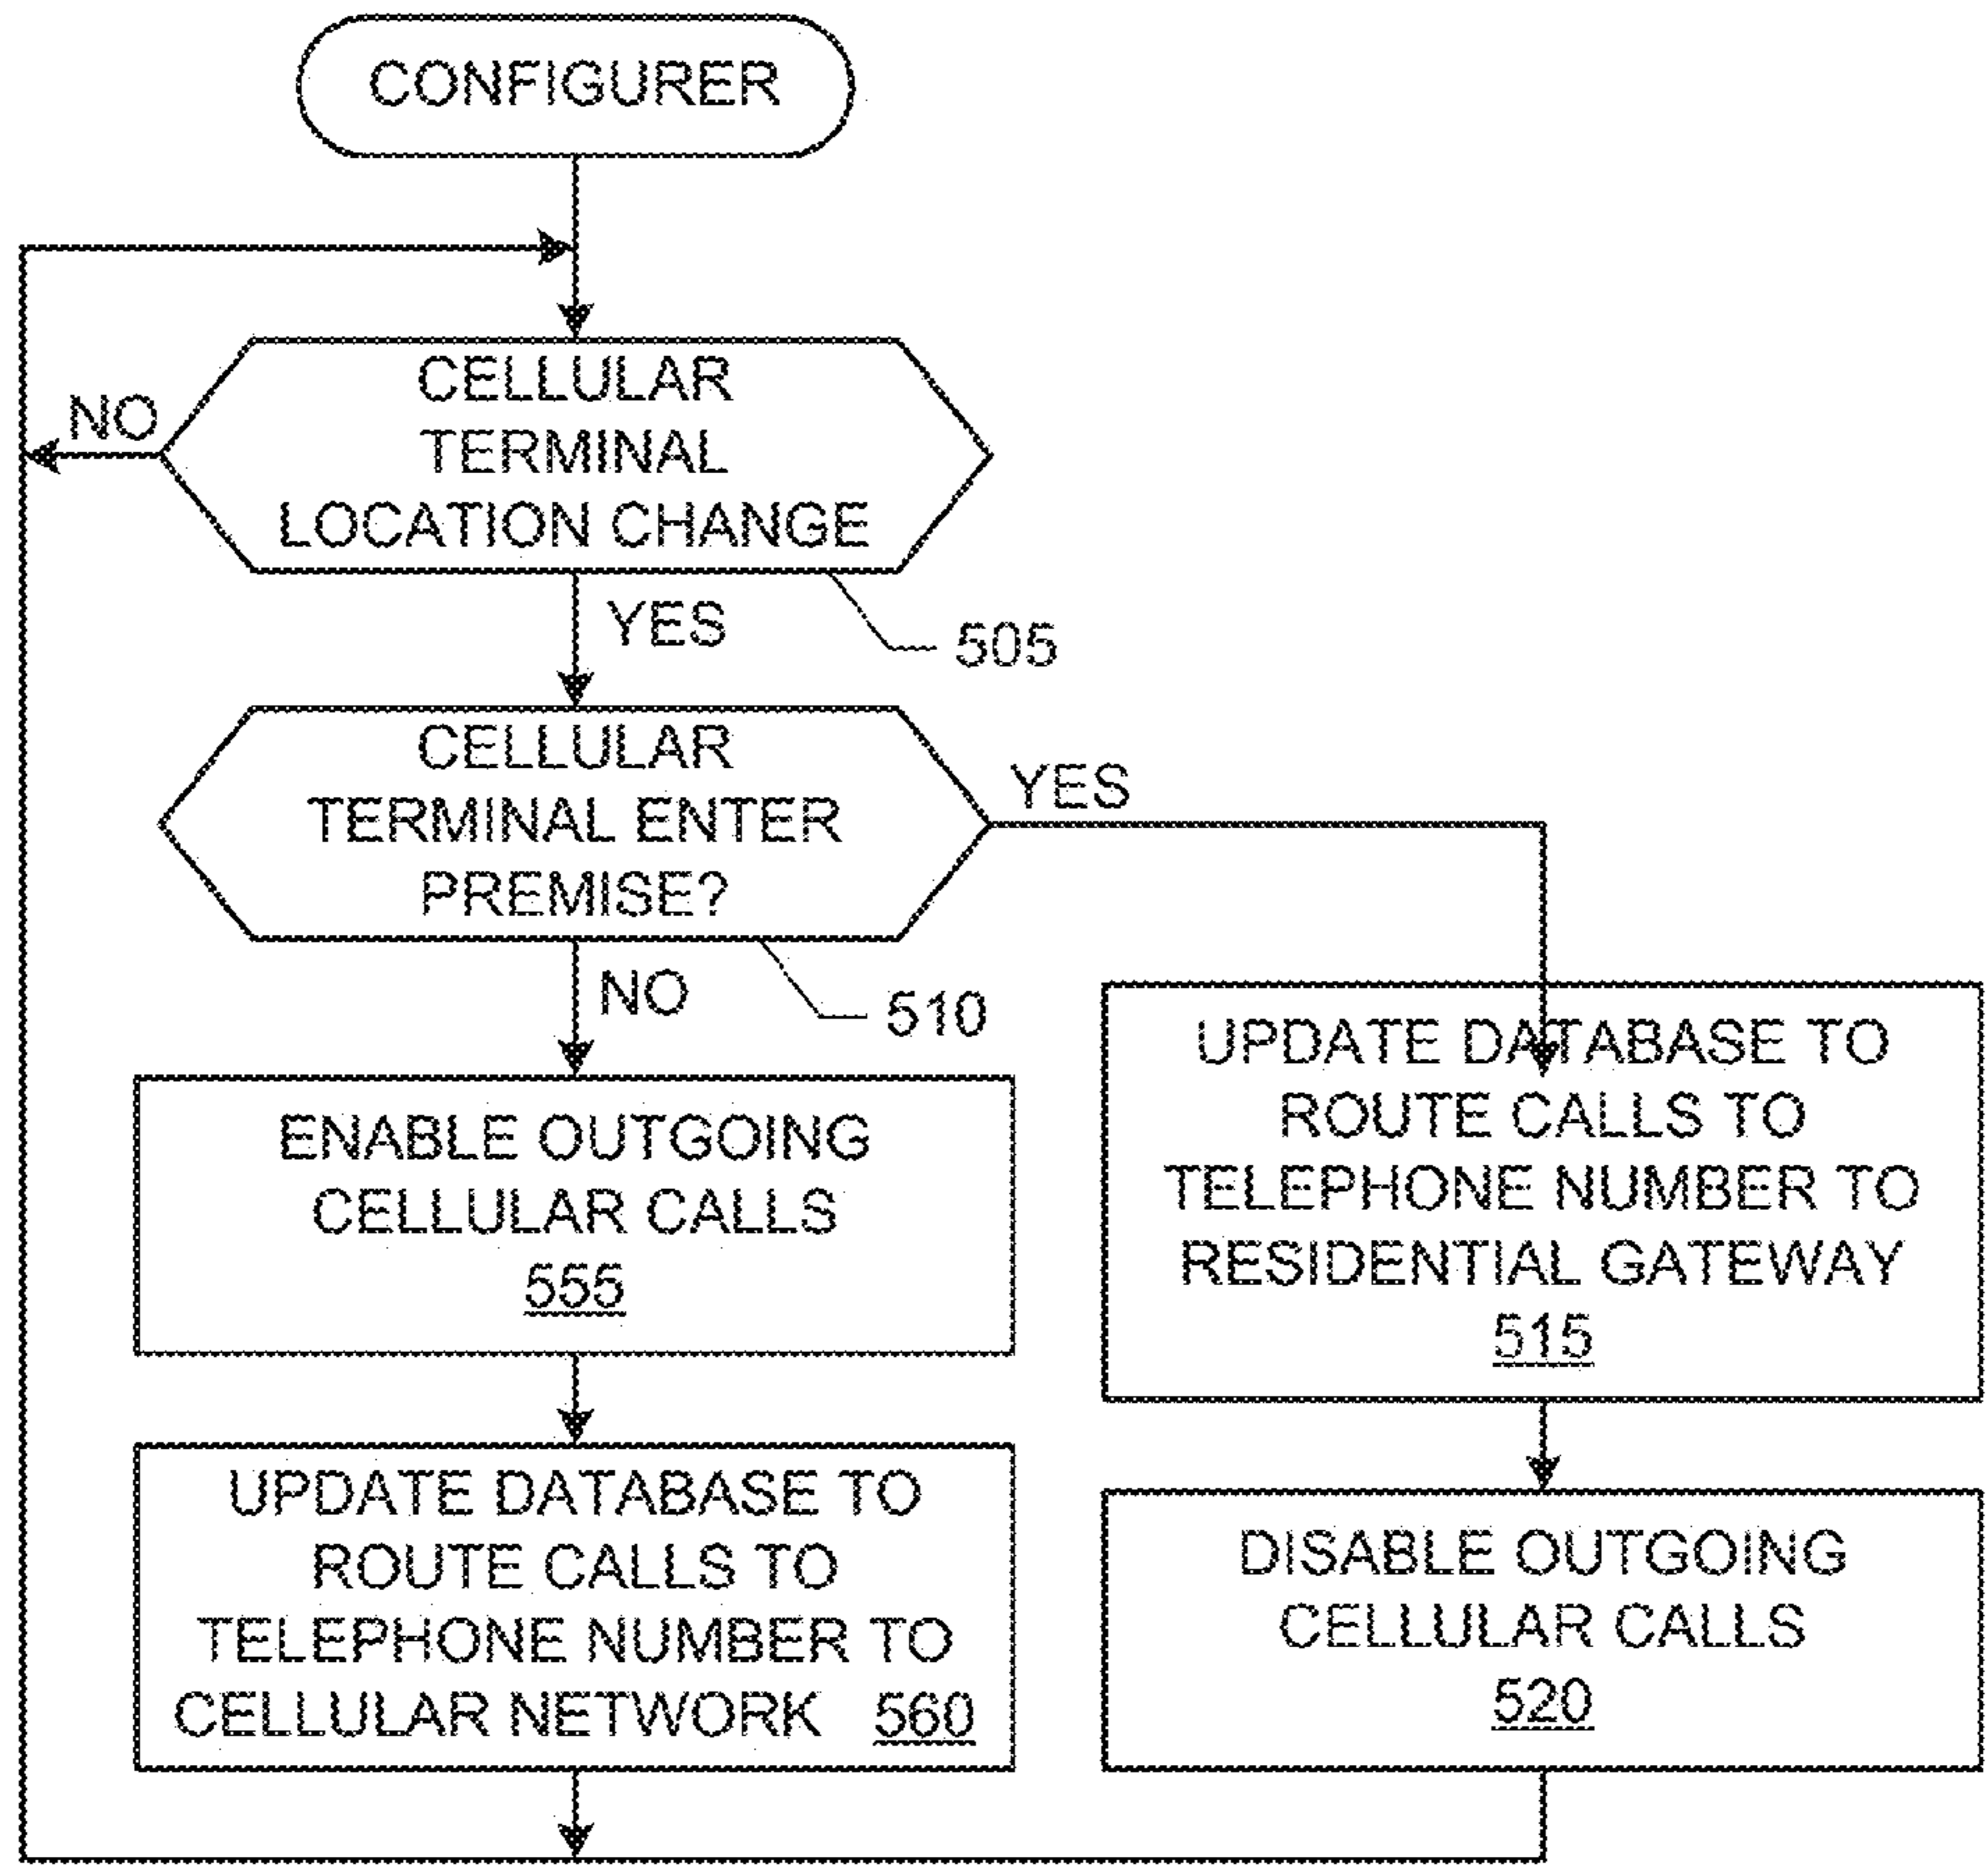 CONFIGURER
CELLULAR
TERMINAL
LOCATION CHANGE
NO
YES
505
CELLULAR
TERMINAL ENTER
PREMISE?
YES
NO
510
ENABLE OUTGOING
CELLULAR CALLS
555
UPDATE DATABASE TO
ROUTE CALLS TO
TELEPHONE NUMBER TO
CELLULAR NETWORK 560
UPDATE DATABASE TO
ROUTE CALLS TO
TELEPHONE NUMBER TO
RESIDENTIAL GATEWAY
515
DISABLE OUTGOING
CELLULAR CALLS
520